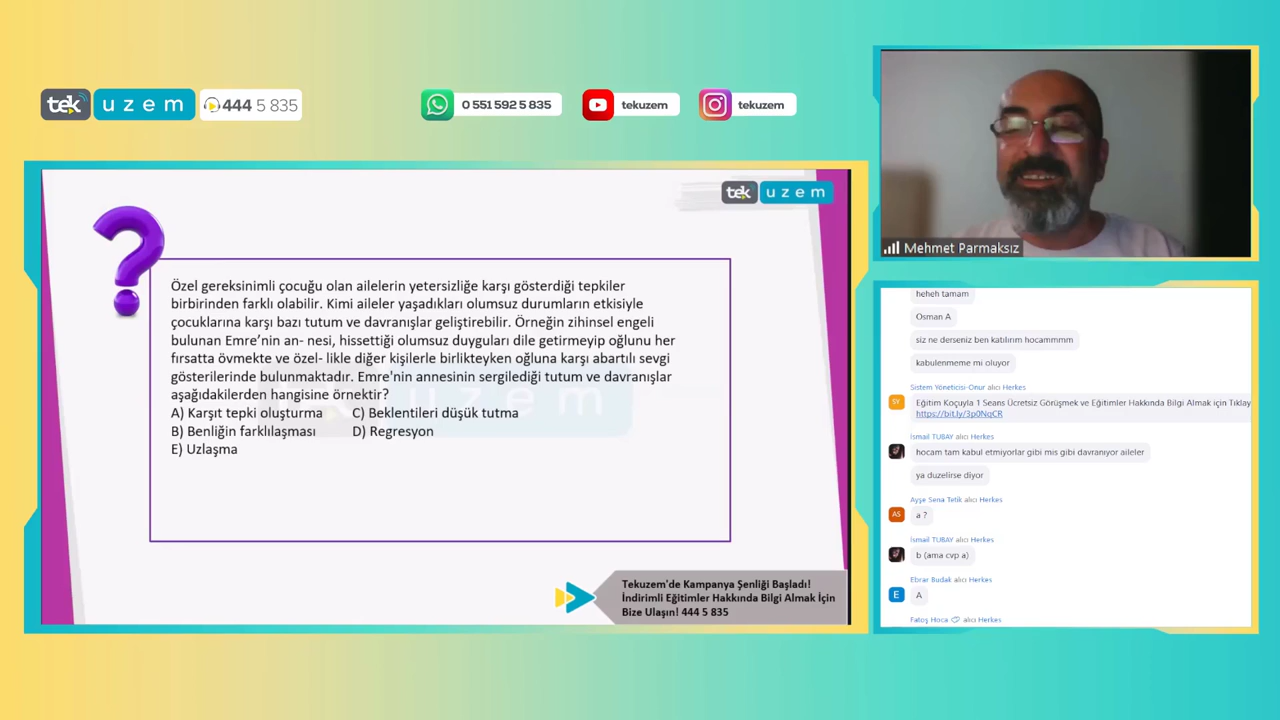 tek uzem 444 5 835
0 551 592 5 835
tekuzem
tekuzem
tek uzem
Özel gereksinimli çocuğu olan ailelerin yetersizliğe karşı gösterdiği tepkiler
birbirinden farklı olabilir. Kimi aileler yaşadıkları olumsuz durumların etkisiyle
çocuklarına karşı bazı tutum ve davranışlar geliştirebilir. Örneğin zihinsel engeli
bulunan Emre’nin an- nesi, hissettiği olumsuz duyguları dile getirmeyip oğlunu her
fırsatta övmekte ve özel- likle diğer kişilerle birlikteyken oğluna karşı abartılı sevgi
gösterilerinde bulunmaktadır. Emre'nin annesinin sergilediği tutum ve davranışlar
aşağıdakilerden hangisine örnektir?
A) Karşıt tepki oluşturma C) Beklentileri düşük tutma
B) Benliğin farklılaşması D) Regresyon
E) Uzlaşma
uzem
Tekuzem'de Kampanya Şenliği Başladı!
İndirimli Eğitimler Hakkında Bilgi Almak İçin
Bize Ulaşın! 444 5 835
Mehmet Parmaksız
heheh tamam
Osman A
siz ne derseniz ben katılırım hocammmm
kabulenmeme mi oluyor
Sistem Yöneticisi-Onur alıcı Herkes
SY
Eğitim Koçuyla 1 Seans Ücretsiz Görüşmek ve Eğitimler Hakkında Bilgi Almak için Tıklay
https://bit.ly/3p0NqCR
İsmail TUBAY alıcı Herkes
hocam tam kabul etmiyorlar gibi mis gibi davranıyor aileler
ya duzelirse diyor
Ayşe Sena Tetik alıcı Herkes
AS
a ?
İsmail TUBAY alıcı Herkes
b (ama cvp a)
Ebrar Budak alıcı Herkes
E
A
Fatoş Hoca alıcı Herkes